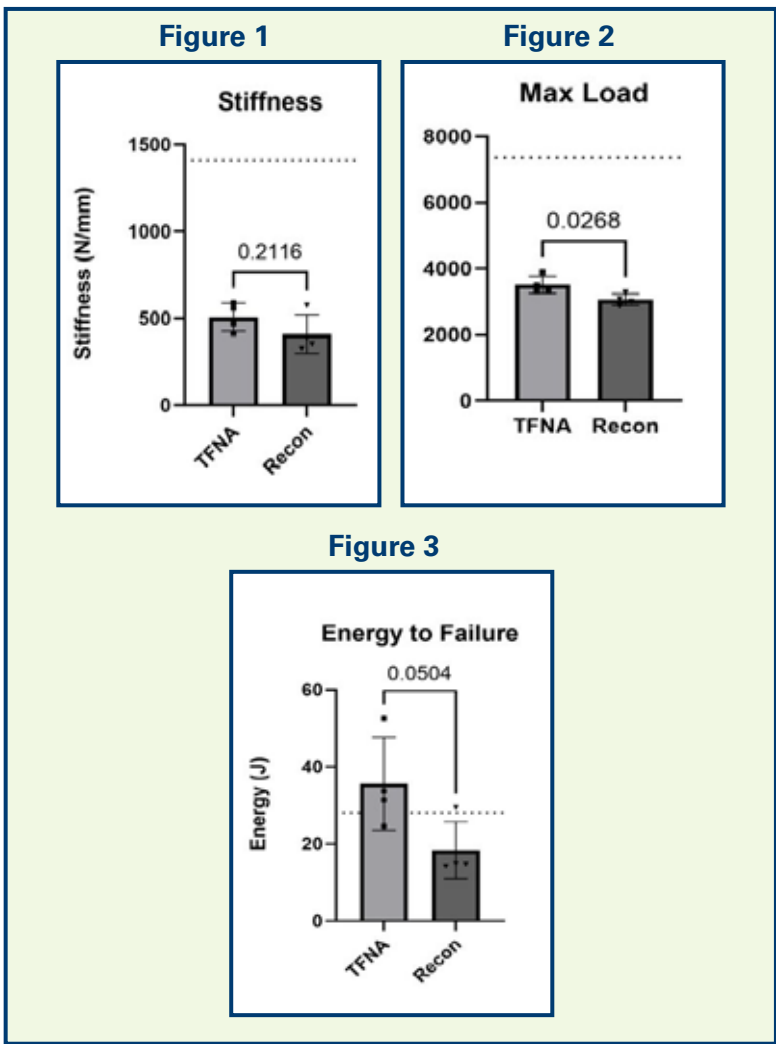 Figure 1
Figure 2
Stiffness
Stiffness (N/mm)
1500
1000
500
0
0.2116
TFNA
Recon
Max Load
8000
6000
4000
2000
0
0.0268
TFNA Recon
Figure 3
Energy to Failure
Energy (J)
60
40
20
0
0.0504
TFNA
Recon